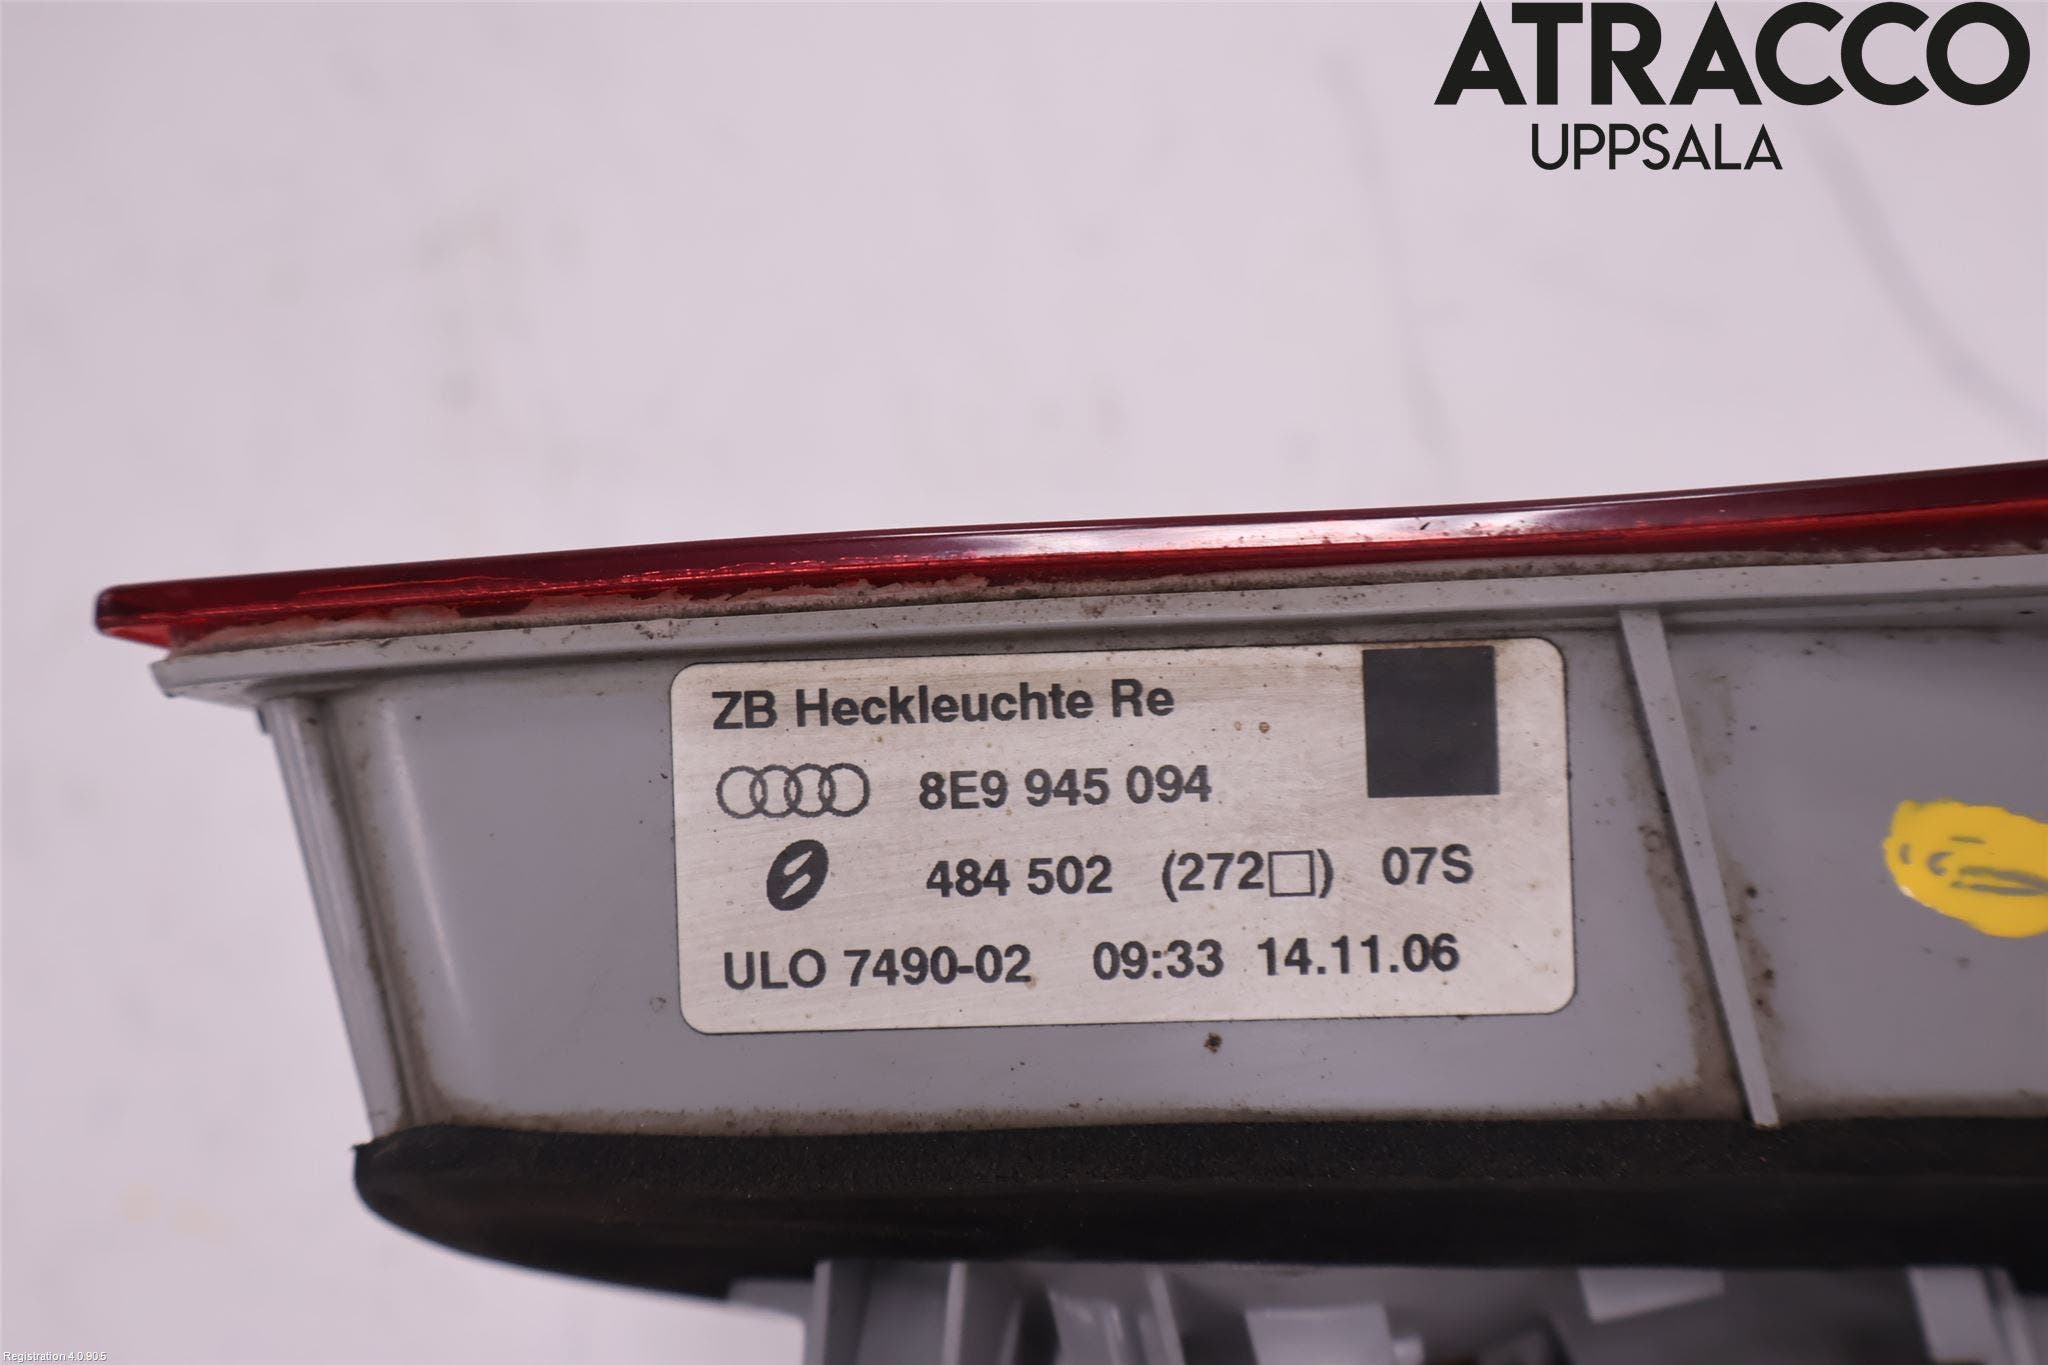 ATRACCO
UPPSALA
ZB Heckleuchte Re
8E9 945 094
484 502 (272□) 07S
ULO 7490-02 09:33 14.11.06
Registration 4.0.90.5